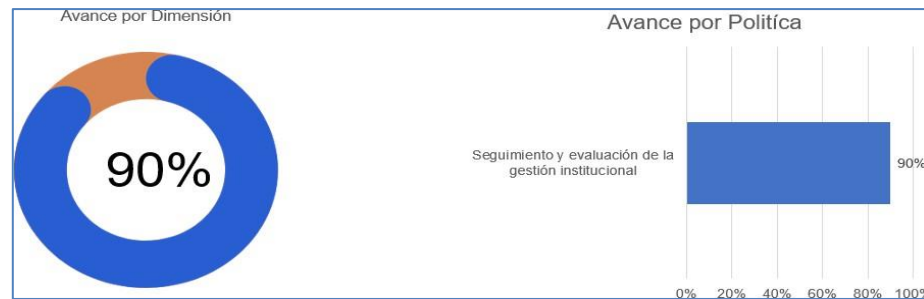 Avance por Dimensión
90%
Avance por Politíca
Seguimiento y evaluación de la
gestión institucional
90%
0% 20% 40% 60% 80% 100%